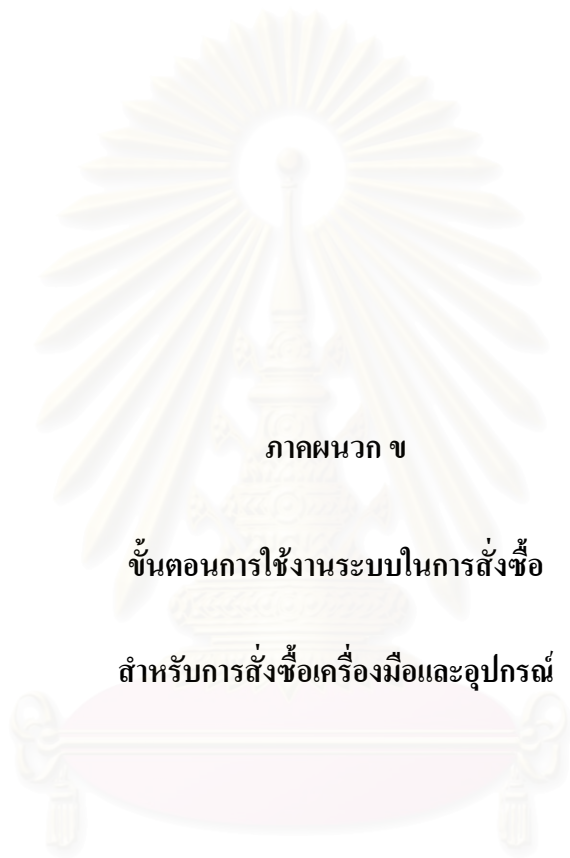 ภาคผนวก ข
ขั้นตอนการใช้งานระบบในการสั่งซื้อ
สำหรับการสั่งซื้อเครื่องมือและอุปกรณ์